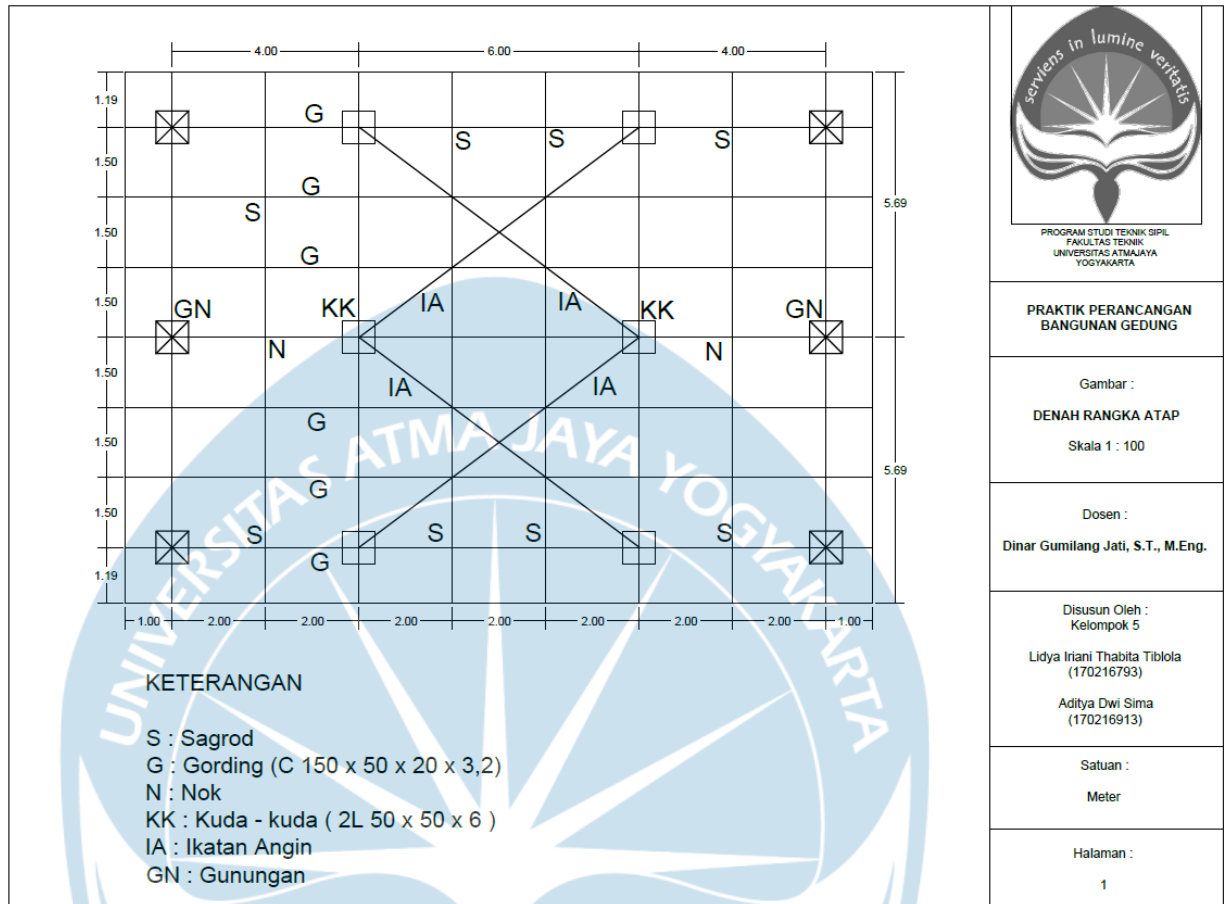 4.00 6.00 4.00
1.19
1.50
1.50
1.50
1.50
1.50
1.50
1.19
5.69
5.69
G
S S S
G
S
G
GN KK IA IA KK GN
N N
IA IA
G
G
S S S S
G
1.00 2.00 2.00 2.00 2.00 2.00 2.00 2.00 1.00
KETERANGAN
S : Sagrod
G : Gording (C 150 x 50 x 20 x 3,2)
N : Nok
KK : Kuda - kuda ( 2L 50 x 50 x 6 )
IA : Ikatan Angin
GN : Gunungan
UNIVERSITAS ATMA JAYA YOGYAKARTA
serviens in lumine veritatis
PROGRAM STUDI TEKNIK SIPIL
FAKULTAS TEKNIK
UNIVERSITAS ATMAJAYA
YOGYAKARTA
PRAKTIK PERANCANGAN
BANGUNAN GEDUNG
Gambar :
DENAH RANGKA ATAP
Skala 1 : 100
Dosen :
Dinar Gumilang Jati, S.T., M.Eng.
Disusun Oleh :
Kelompok 5
Lidya Iriani Thabita Tiblola
(170216793)
Aditya Dwi Sima
(170216913)
Satuan :
Meter
Halaman :
1